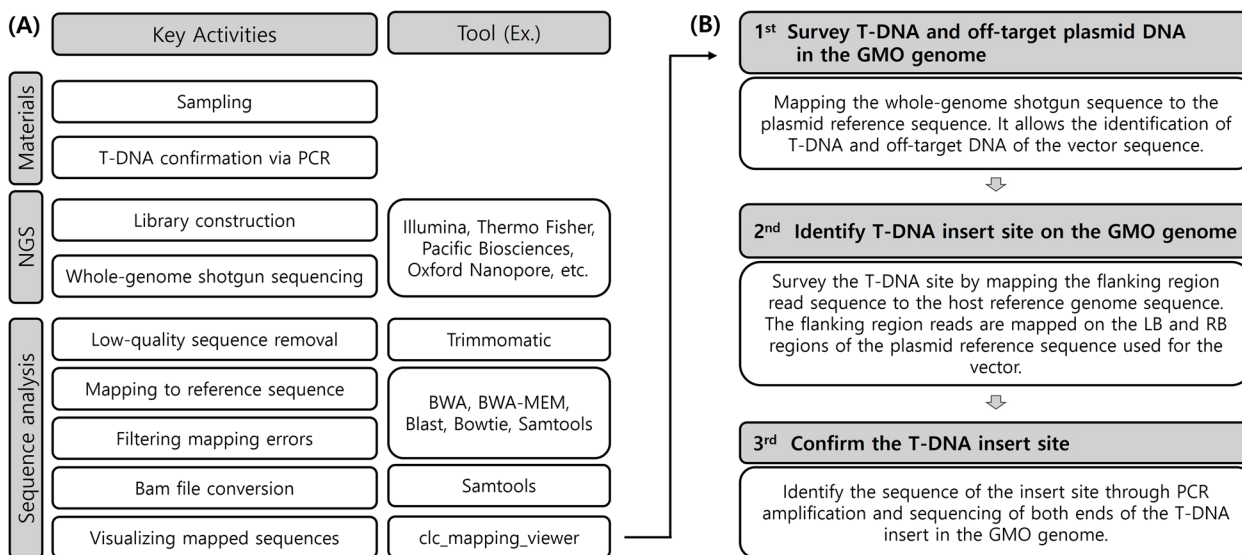 (A)
Key Activities
Tool (Ex.)
Materials
Sampling
T-DNA confirmation via PCR
NGS
Library construction
Whole-genome shotgun sequencing
Illumina, Thermo Fisher,
Pacific Biosciences,
Oxford Nanopore, etc.
Sequence analysis
Low-quality sequence removal
Trimmomatic
Mapping to reference sequence
Filtering mapping errors
BWA, BWA-MEM,
Blast, Bowtie, Samtools
Bam file conversion
Samtools
Visualizing mapped sequences
clc_mapping_viewer
(B)
1st Survey T-DNA and off-target plasmid DNA
in the GMO genome
Mapping the whole-genome shotgun sequence to the
plasmid reference sequence. It allows the identification of
T-DNA and off-target DNA of the vector sequence.
2nd Identify T-DNA insert site on the GMO genome
Survey the T-DNA site by mapping the flanking region
read sequence to the host reference genome sequence.
The flanking region reads are mapped on the LB and RB
regions of the plasmid reference sequence used for the
vector.
3rd Confirm the T-DNA insert site
Identify the sequence of the insert site through PCR
amplification and sequencing of both ends of the T-DNA
insert in the GMO genome.